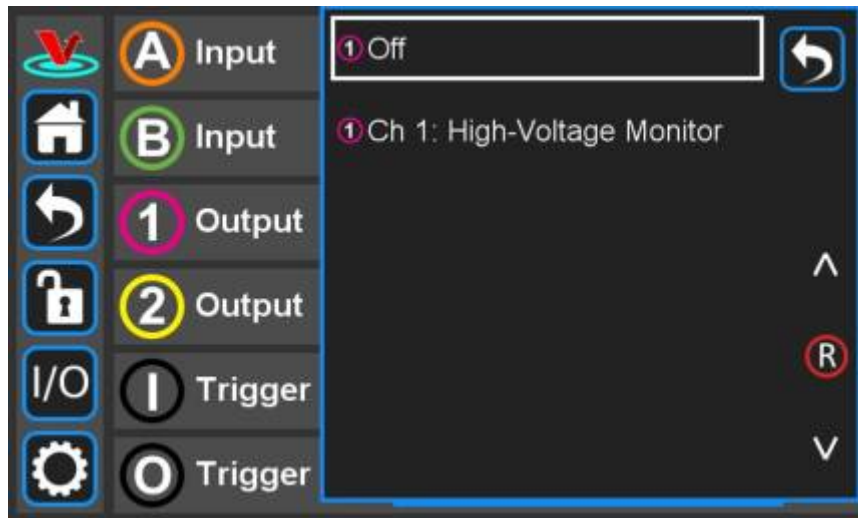 A Input
B Input
1 Output
2 Output
I/O
I Trigger
O Trigger
1 Off
1 Ch 1: High-Voltage Monitor
R